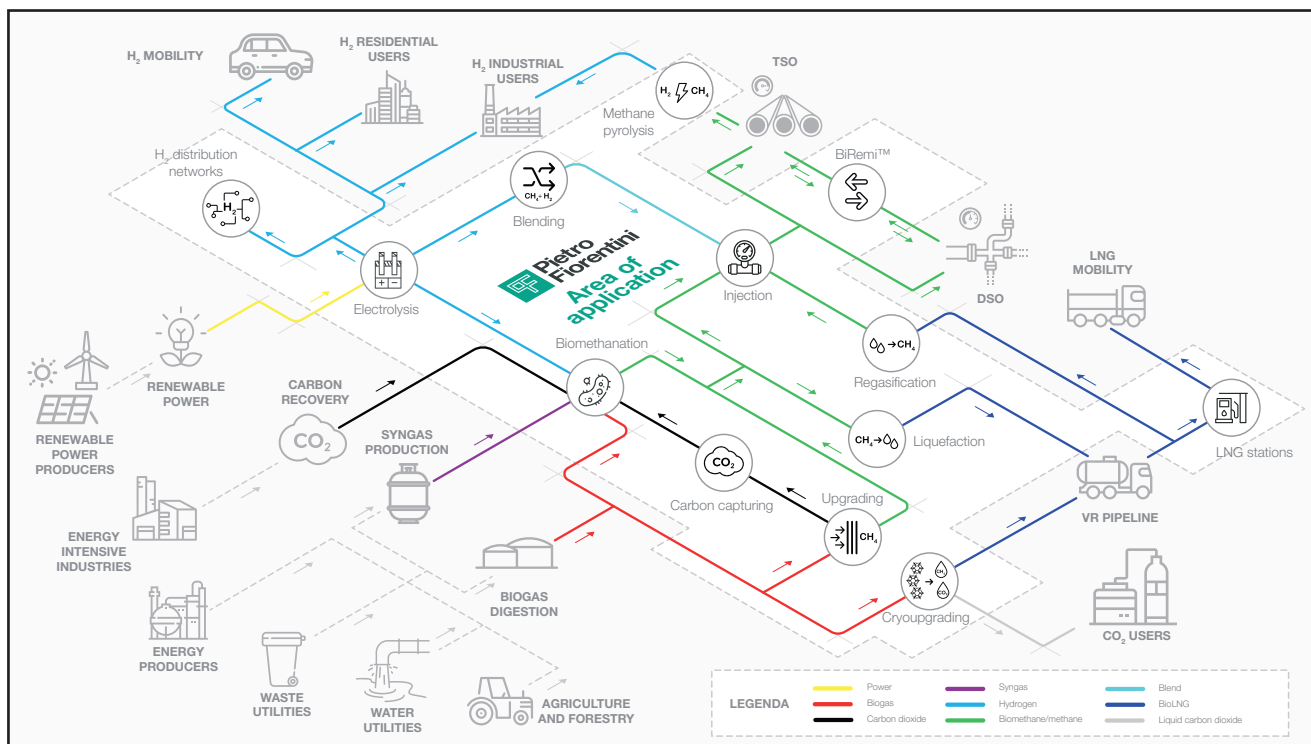 H₂ MOBILITY
H₂ RESIDENTIAL
USERS
H₂ INDUSTRIAL
USERS
TSO
H₂ CH₄
Methane
pyrolysis
H₂ distribution
networks
H₂
CH₄+ H₂
Blending
BiRemi™
Pietro
Fiorentini
Area of
application
Injection
DSO
LNG
MOBILITY
+ -
Electrolysis
Biomethanation
→CH₄
Regasification
RENEWABLE
POWER
RENEWABLE
POWER
PRODUCERS
CARBON
RECOVERY
CO₂
SYNGAS
PRODUCTION
CH₄→
Liquefaction
LNG stations
CO₂
Carbon capturing
Upgrading
CH₄
VR PIPELINE
ENERGY
INTENSIVE
INDUSTRIES
BIOGAS
DIGESTION
CH₄
CO₂
Cryoupgrading
CO₂ USERS
ENERGY
PRODUCERS
WASTE
UTILITIES
WATER
UTILITIES
AGRICULTURE
AND FORESTRY
LEGENDA
Power
Biogas
Carbon dioxide
Syngas
Hydrogen
Biomethane/methane
Blend
BioLNG
Liquid carbon dioxide